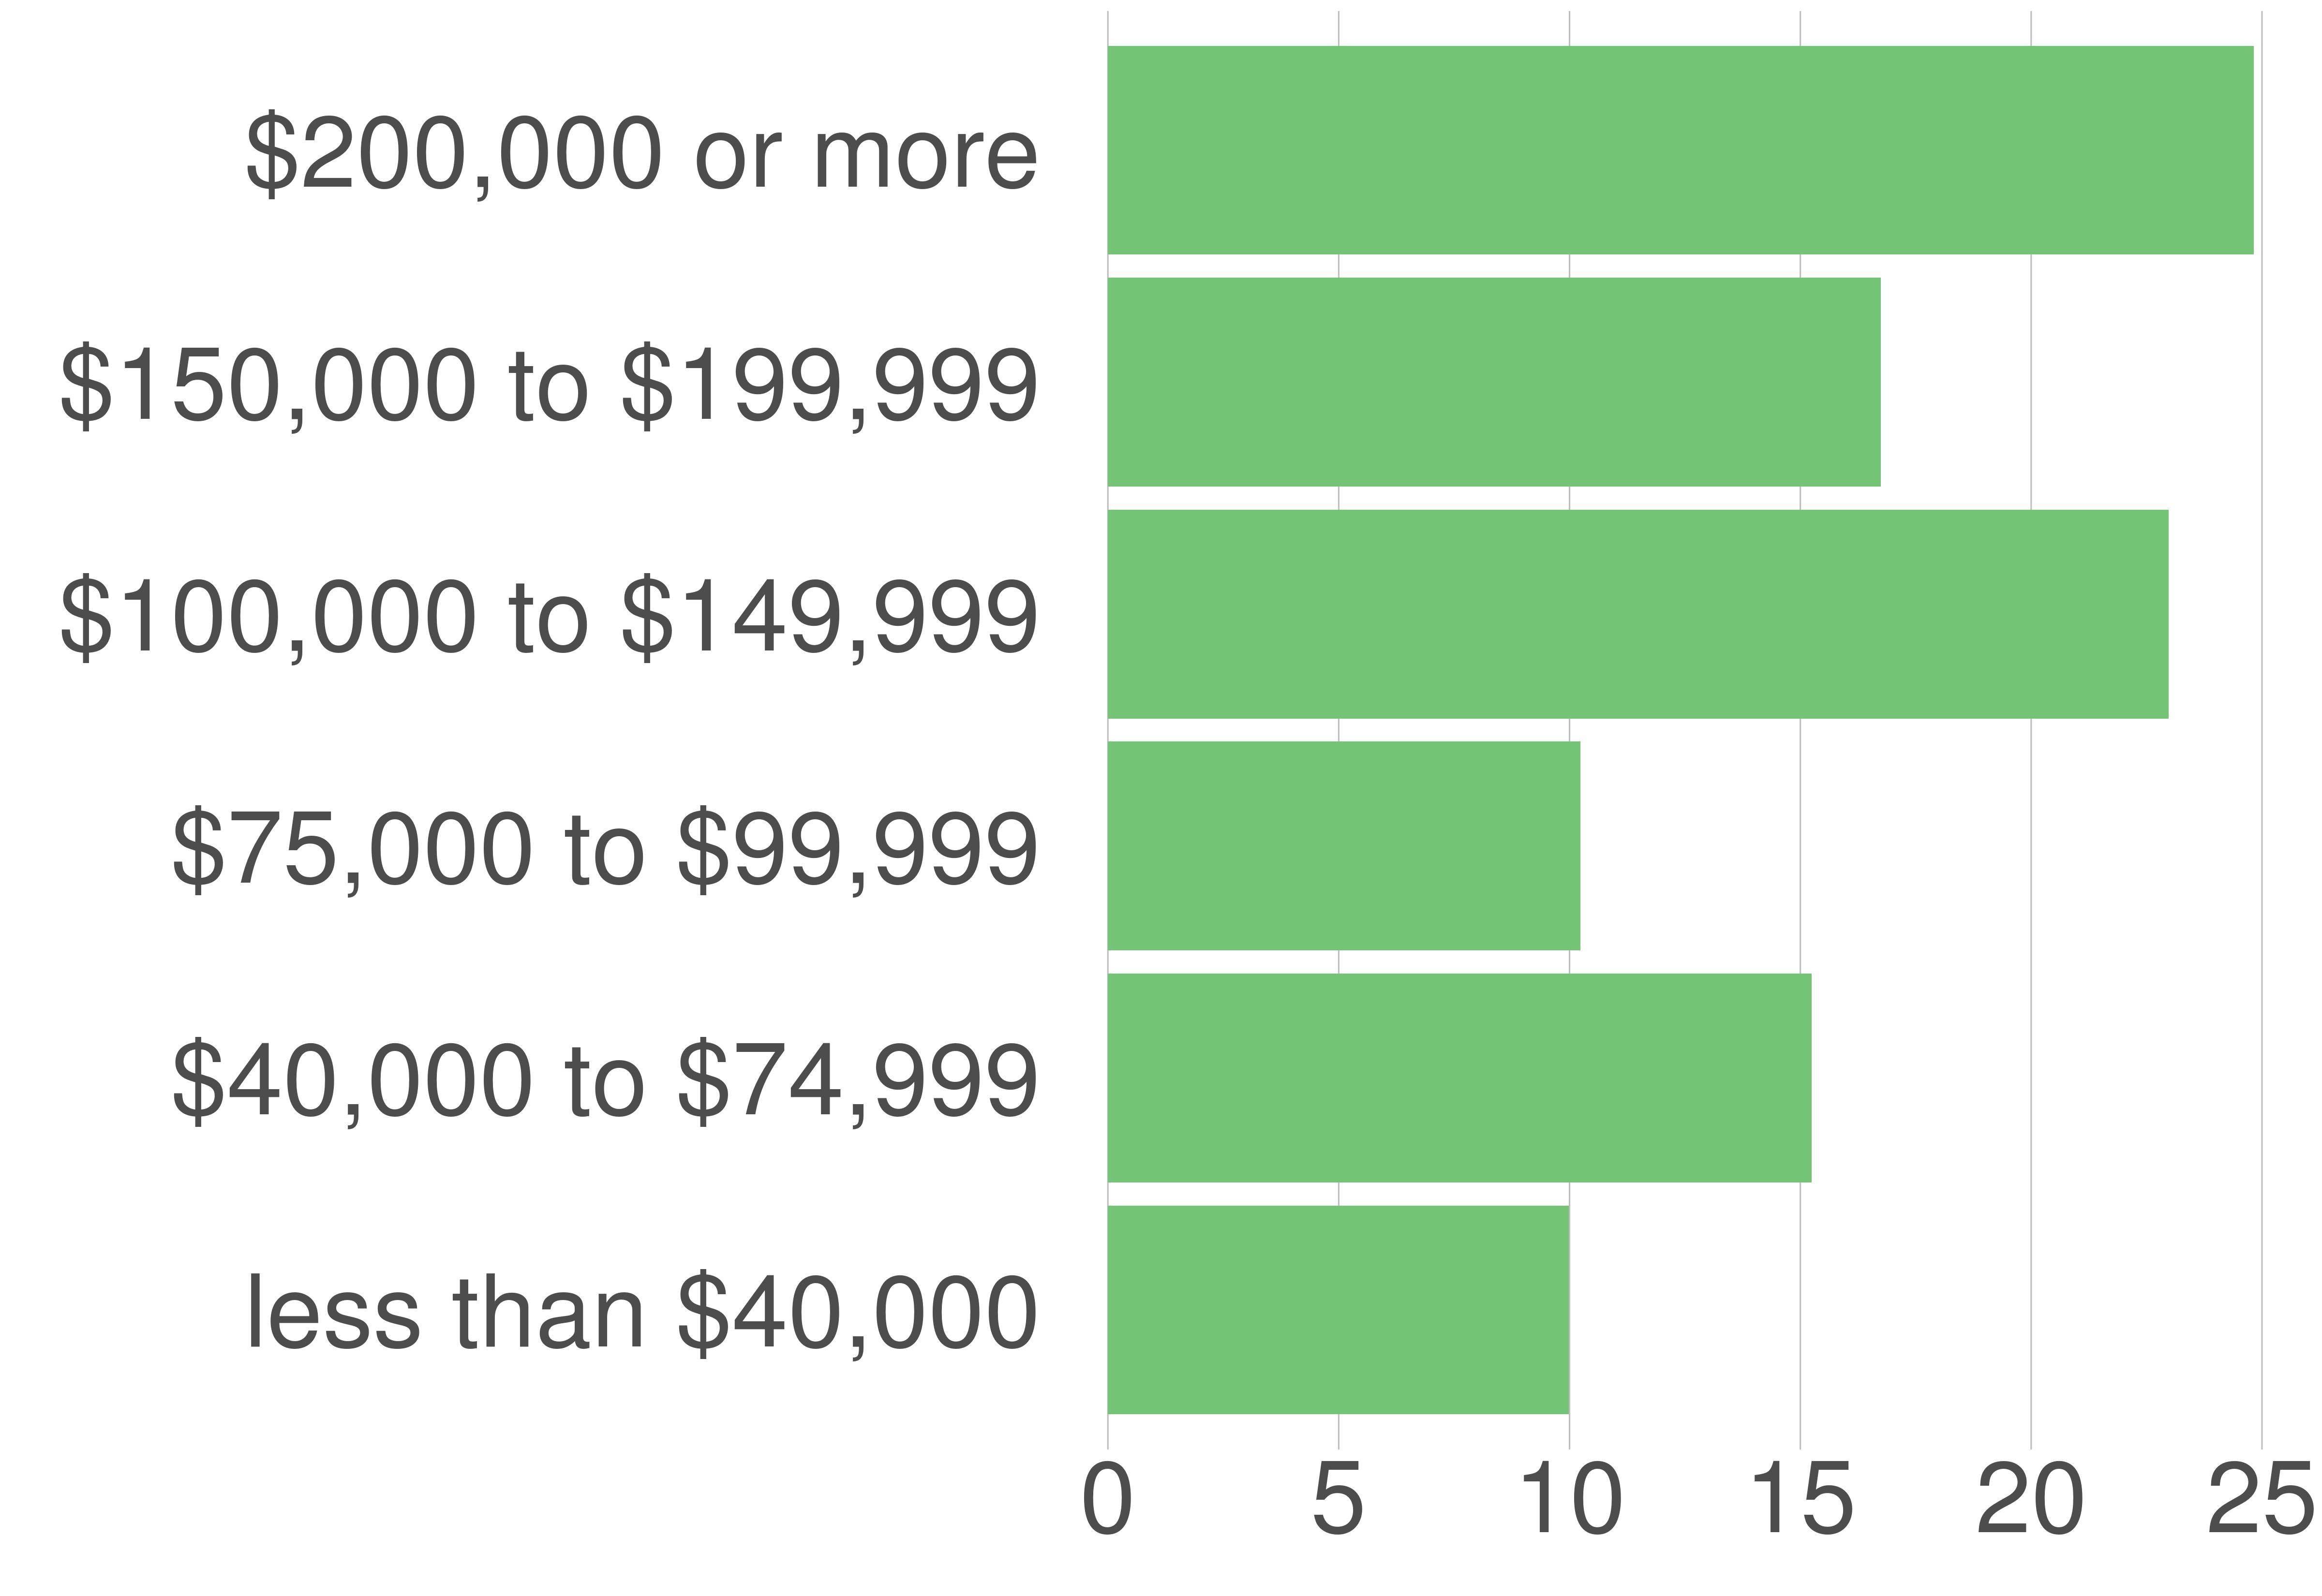 $200,000 or more
$150,000 to $199,999
$100,000 to $149,999
$75,000 to $99,999
$40,000 to $74,999
less than $40,000
0 5 10 15 20 25